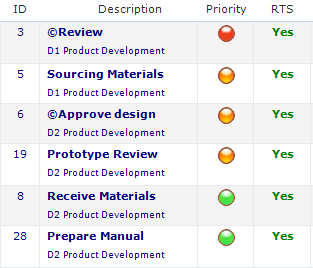 ID Description Priority RTS
3 ©Review Yes
D1 Product Development
5 Sourcing Materials Yes
D1 Product Development
6 ©Approve design Yes
D2 Product Development
19 Prototype Review Yes
D2 Product Development
8 Receive Materials Yes
D2 Product Development
28 Prepare Manual Yes
D2 Product Development